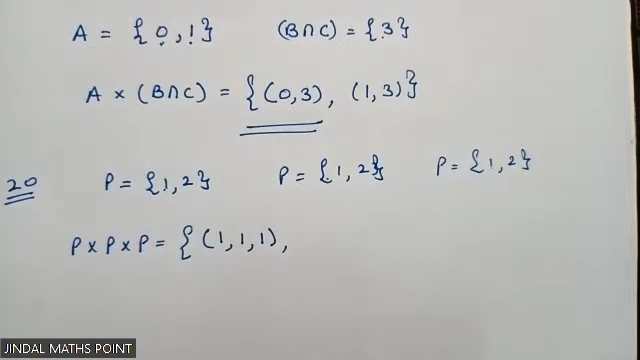 A = {0,1} (B∩C) = {3}
A × (B∩C) = {(0,3), (1,3)}
20 P = {1,2} P = {1,2} P = {1,2}
P×P×P = { (1,1,1),
JINDAL MATHS POINT